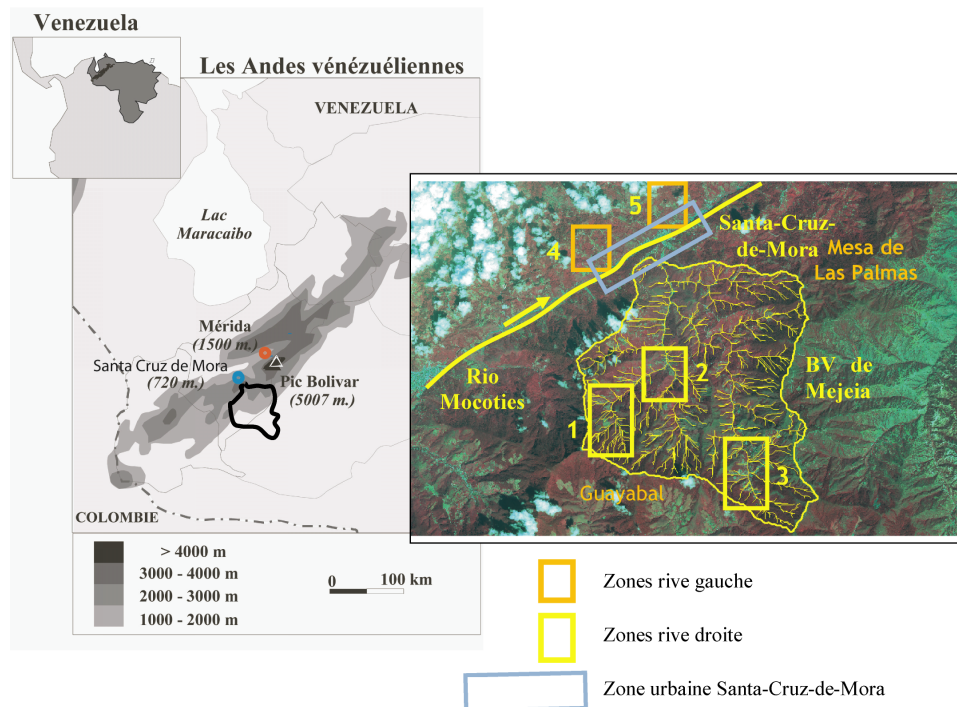 Venezuela
Les Andes vénézuéliennes
VENEZUELA
Lac
Maracaibo
Mérida
(1500 m.)
Santa Cruz de Mora
(720 m.)
Pic Bolivar
(5007 m.)
COLOMBIE
> 4000 m
3000 - 4000 m
2000 - 3000 m
1000 - 2000 m
0 100 km
5
4
Santa-Cruz-
de-Mora
Mesa de
Las Palmas
Rio
Mocoties
BV de
Mejeia
2
1
3
Guayabal
Zones rive gauche
Zones rive droite
Zone urbaine Santa-Cruz-de-Mora